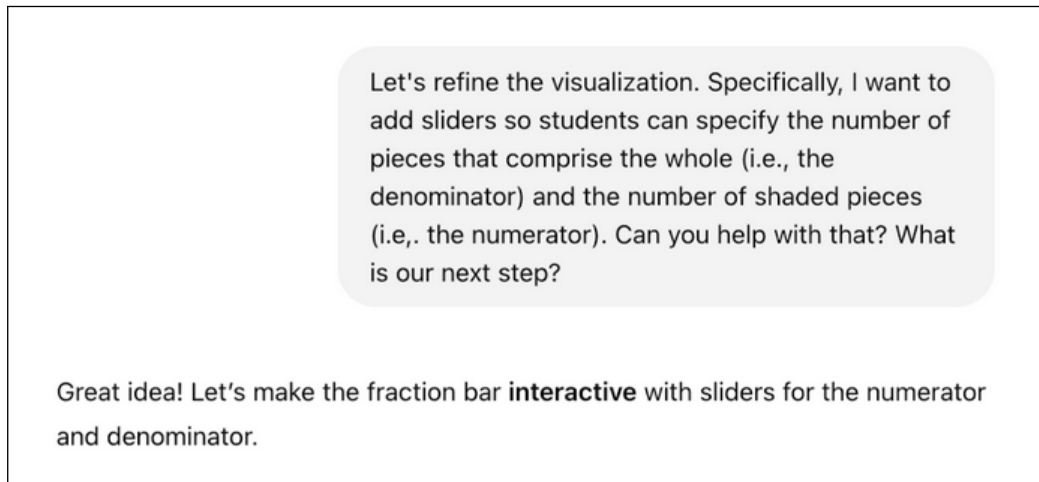 Let's refine the visualization. Specifically, I want to
add sliders so students can specify the number of
pieces that comprise the whole (i.e., the
denominator) and the number of shaded pieces
(i.e,. the numerator). Can you help with that? What
is our next step?
Great idea! Let’s make the fraction bar interactive with sliders for the numerator
and denominator.